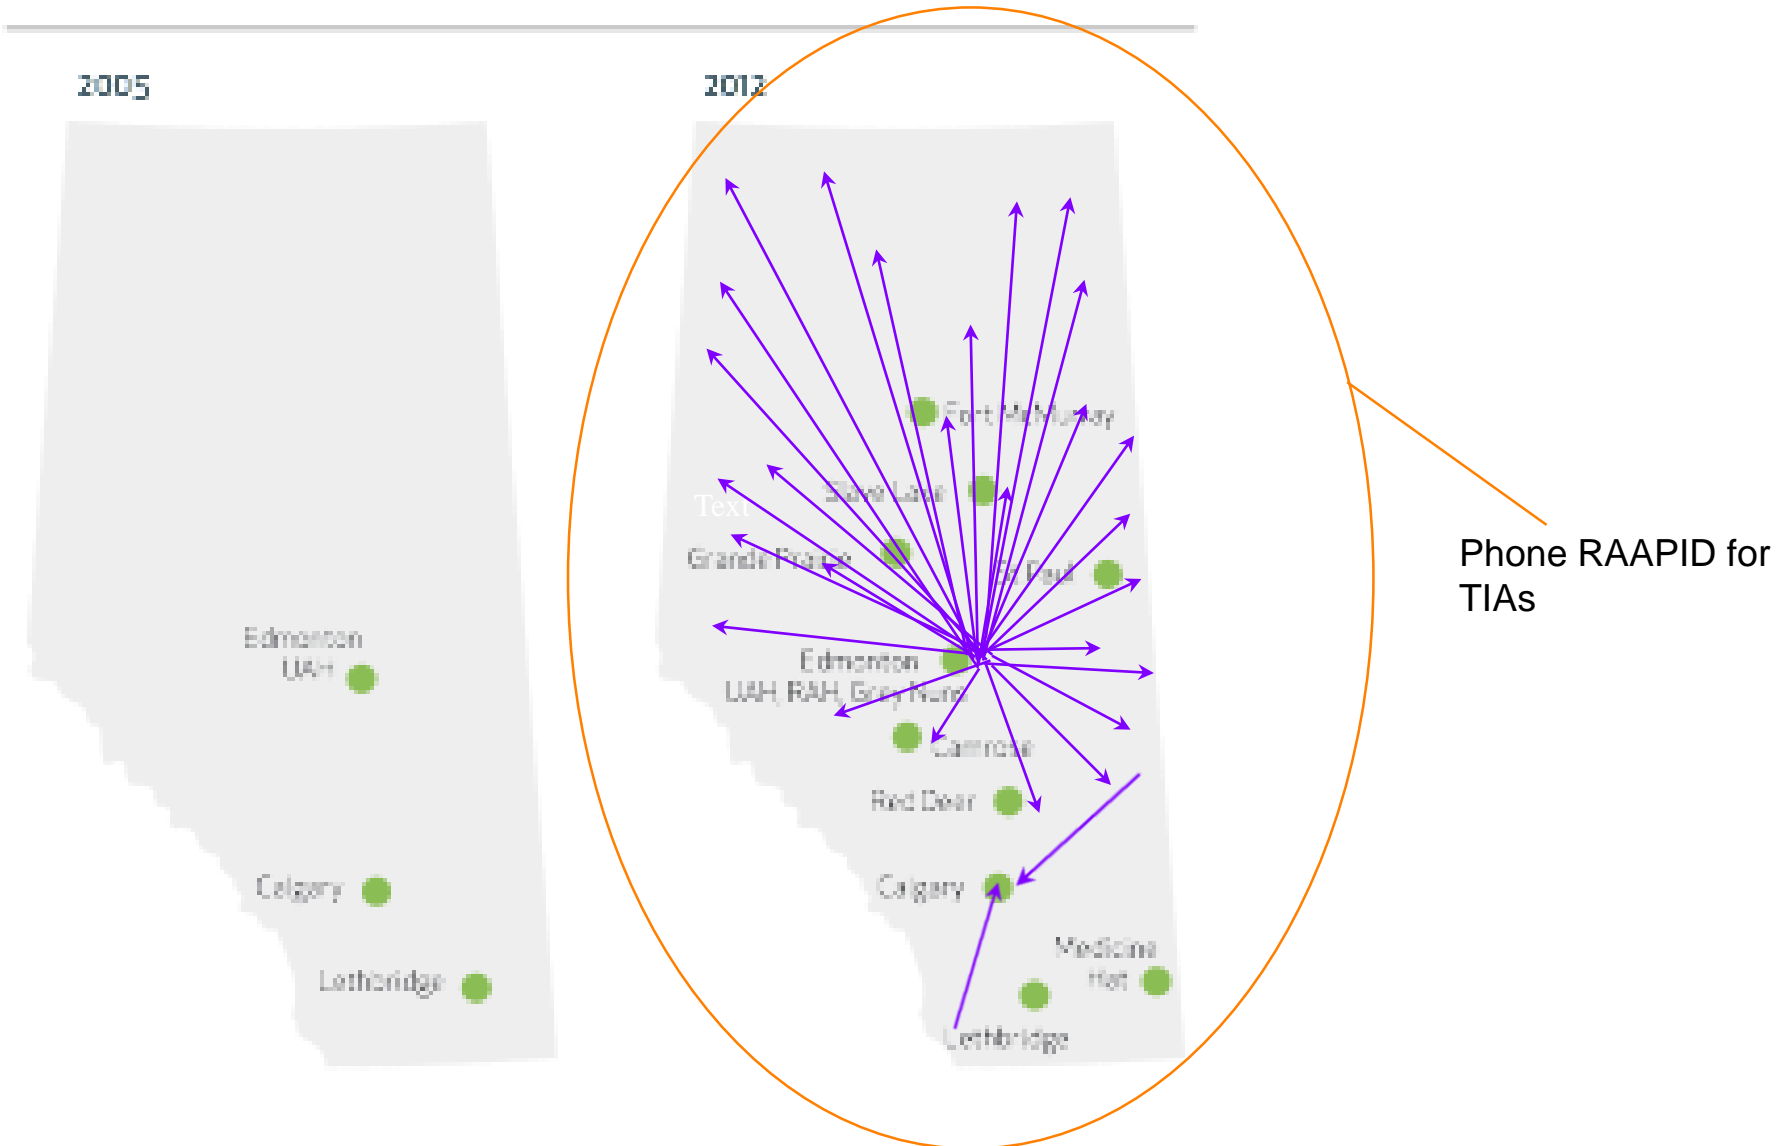 2005
2012
Fort McMurray
Slave Lake
Text
Grande Prairie
St Paul
Edmonton
UAH
Edmonton
UAH, RAH, Grey Nuns
Camrose
Red Deer
Calgary
Calgary
Medicine
Hat
Lethbridge
Lethbridge
Phone RAAPID for
TIAs